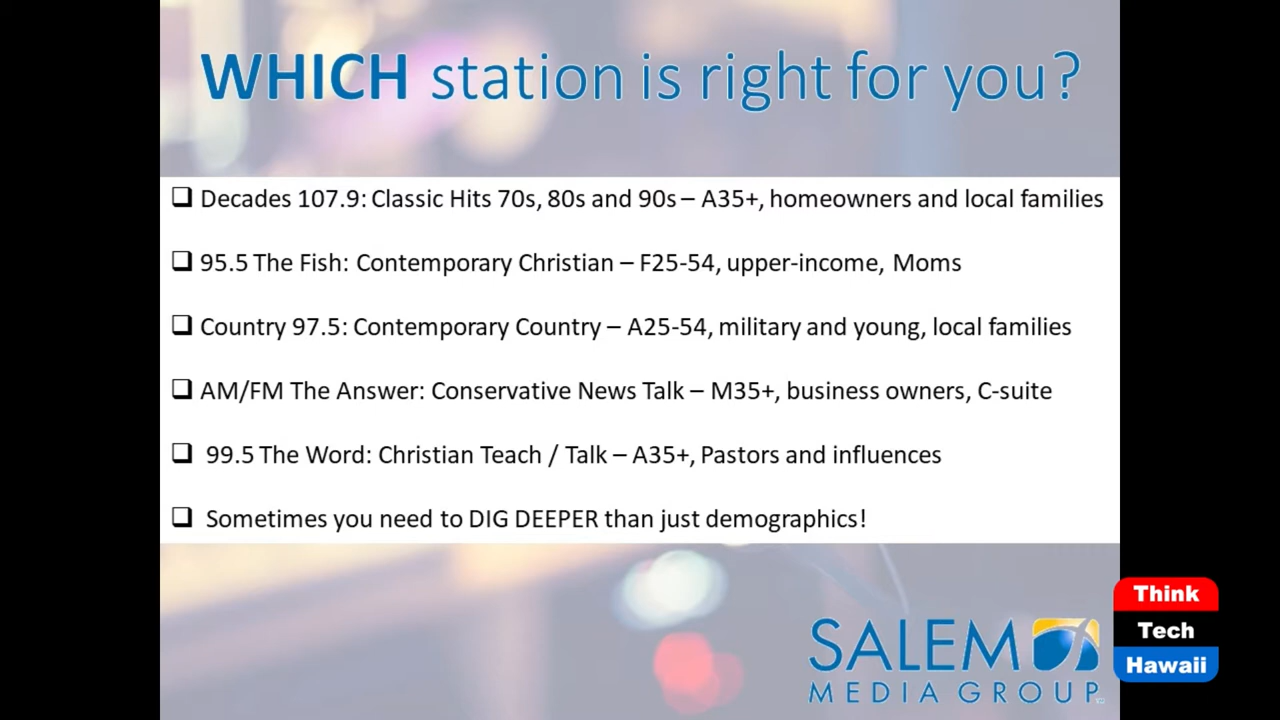 WHICH station is right for you?
Decades 107.9: Classic Hits 70s, 80s and 90s – A35+, homeowners and local families
95.5 The Fish: Contemporary Christian – F25-54, upper-income, Moms
Country 97.5: Contemporary Country – A25-54, military and young, local families
AM/FM The Answer: Conservative News Talk – M35+, business owners, C-suite
99.5 The Word: Christian Teach / Talk – A35+, Pastors and influences
Sometimes you need to DIG DEEPER than just demographics!
SALEM
MEDIA GROUP
Think
Tech
Hawaii